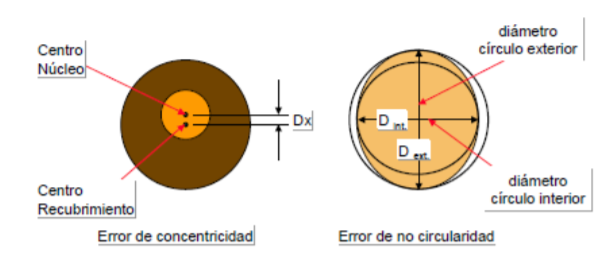 Centro
Núcleo
Dx
Centro
Recubrimiento
Error de concentricidad
diámetro
círculo exterior
D int.
D ext.
diámetro
círculo interior
Error de no circularidad